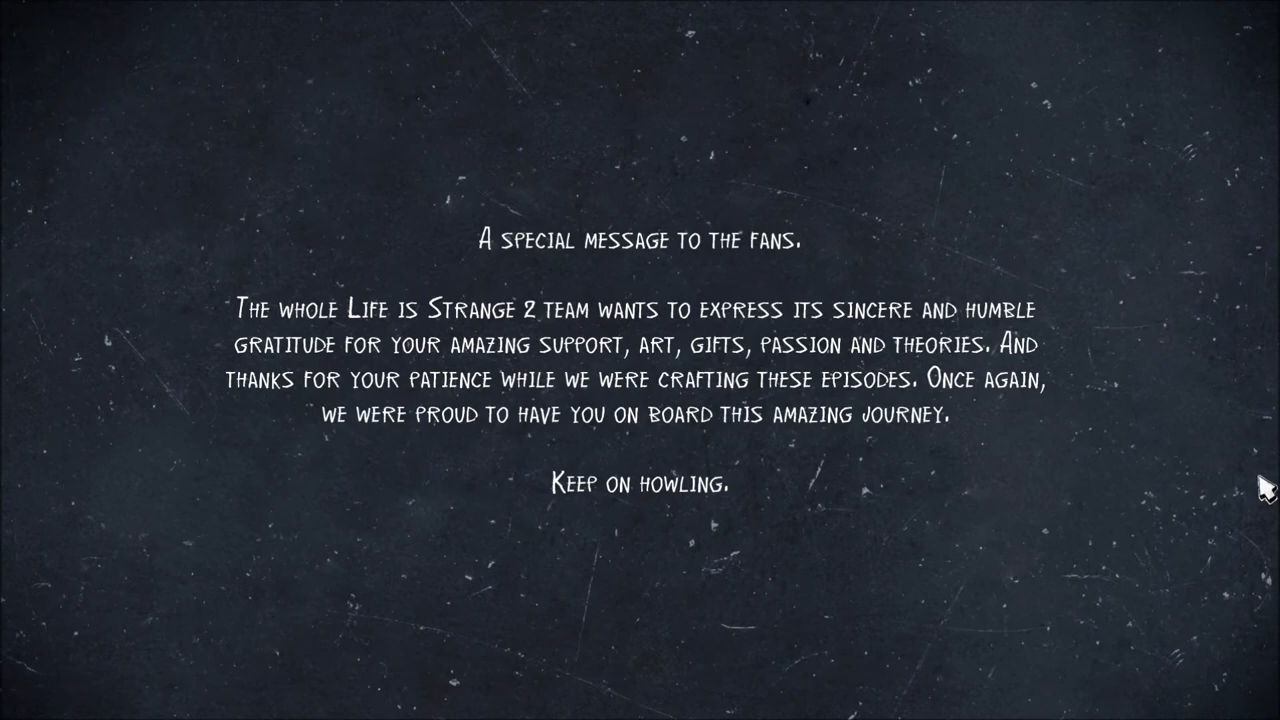 A special message to the fans.
The whole Life is Strange 2 team wants to express its sincere and humble
gratitude for your amazing support, art, gifts, passion and theories. And
thanks for your patience while we were crafting these episodes. Once again,
we were proud to have you on board this amazing journey.
Keep on howling.